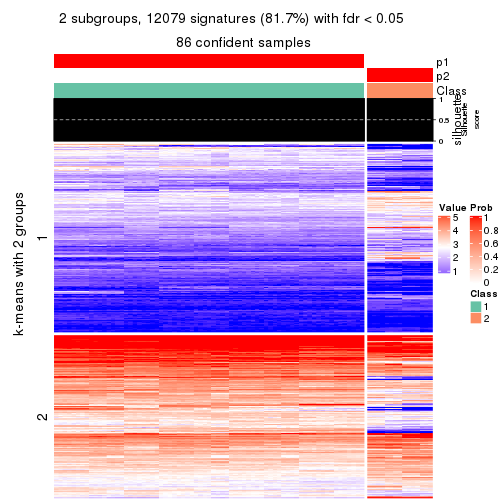 2 subgroups, 12079 signatures (81.7%) with fdr < 0.05
86 confident samples
p1
p2
Class
1
0.5
0
silhouette
Silhouette
score
k-means with 2 groups
1
2
Value
5
4
3
2
1
Prob
1
0.8
0.6
0.4
0.2
0
Class
1
2